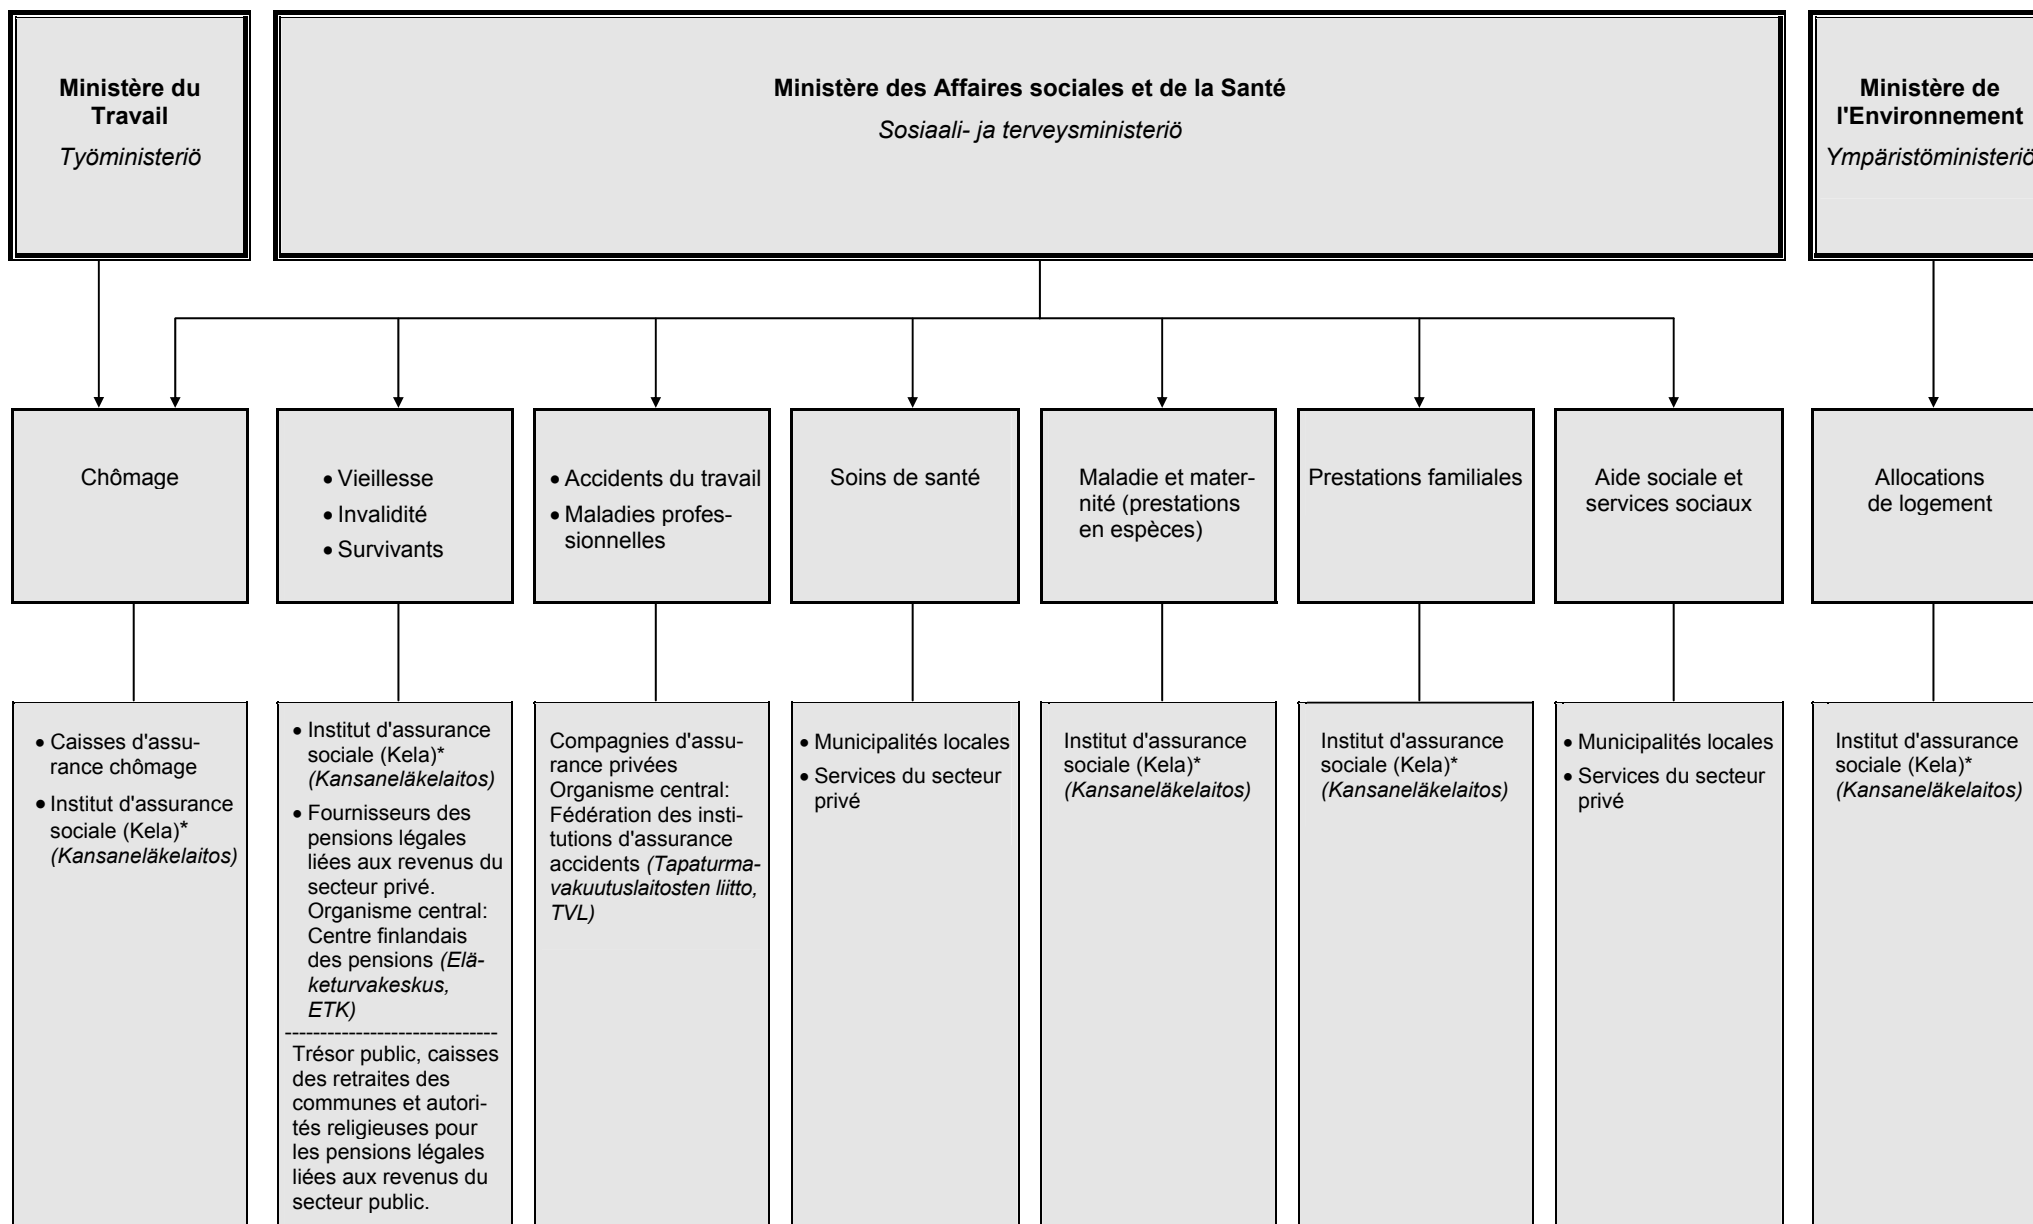 Ministère du
Travail
Työministeriö
Ministère des Affaires sociales et de la Santé
Sosiaali- ja terveysministeriö
Ministère de
l'Environnement
Ympäristöministeriö
Chômage
• Vieillesse
• Invalidité
• Survivants
• Accidents du travail
• Maladies profes-
sionnelles
Soins de santé
Maladie et mater-
nité (prestations
en espèces)
Prestations familiales
Aide sociale et
services sociaux
Allocations
de logement
• Caisses d'assu-
rance chômage
• Institut d'assurance
sociale (Kela)*
(Kansaneläkelaitos)
• Institut d'assurance
sociale (Kela)*
(Kansaneläkelaitos)
• Fournisseurs des
pensions légales
liées aux revenus du
secteur privé.
Organisme central:
Centre finlandais
des pensions (Elä-
keturvakeskus,
ETK)
------------------------------
Trésor public, caisses
des retraites des
communes et autori-
tés religieuses pour
les pensions légales
liées aux revenus du
secteur public.
Compagnies d'assu-
rance privées
Organisme central:
Fédération des insti-
tutions d'assurance
accidents (Tapaturma-
vakuutuslaitosten liitto,
TVL)
• Municipalités locales
• Services du secteur
privé
Institut d'assurance
sociale (Kela)*
(Kansaneläkelaitos)
Institut d'assurance
sociale (Kela)*
(Kansaneläkelaitos)
• Municipalités locales
• Services du secteur
privé
Institut d'assurance
sociale (Kela)*
(Kansaneläkelaitos)